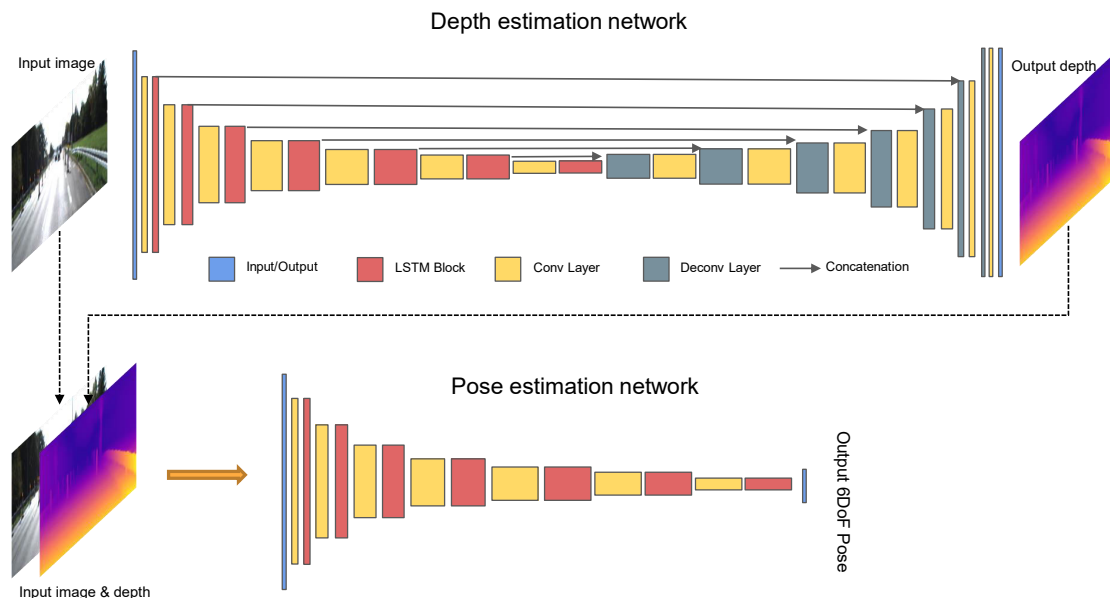 Depth estimation network
Input image
Output depth
Input/Output
LSTM Block
Conv Layer
Deconv Layer
Concatenation
Pose estimation network
Output 6DoF Pose
Input image & depth